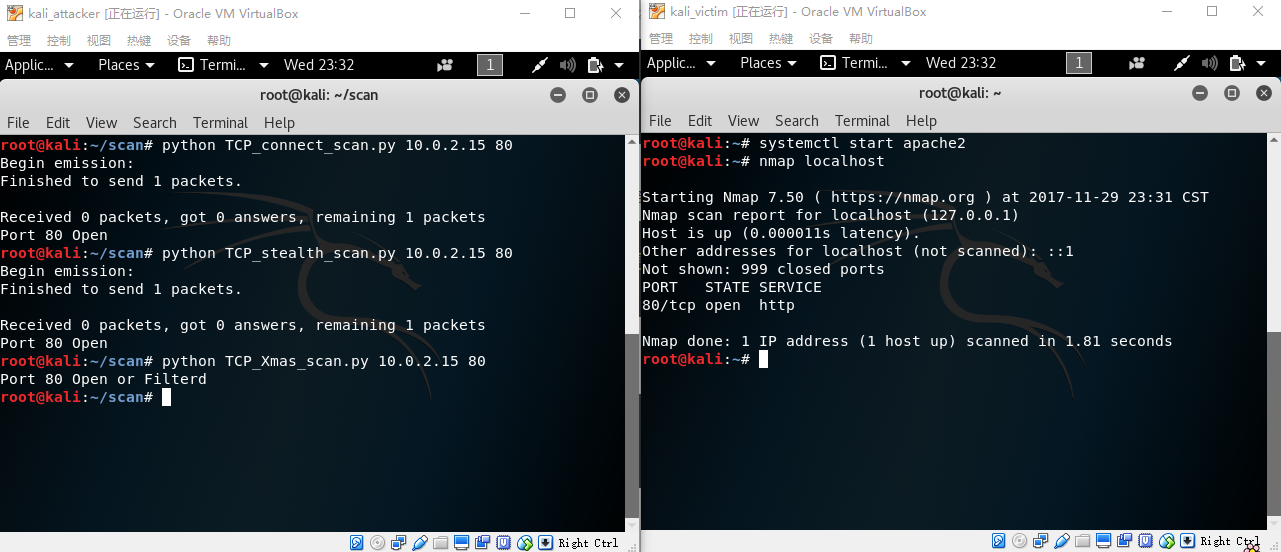 kali_attacker [正在运行] - Oracle VM VirtualBox
管理 控制 视图 热键 设备 帮助
Applic... Places Termi... Wed 23:32 1
root@kali: ~/scan
File Edit View Search Terminal Help
root@kali:~/scan# python TCP_connect_scan.py 10.0.2.15 80
Begin emission:
Finished to send 1 packets.
Received 0 packets, got 0 answers, remaining 1 packets
Port 80 Open
root@kali:~/scan# python TCP_stealth_scan.py 10.0.2.15 80
Begin emission:
Finished to send 1 packets.
Received 0 packets, got 0 answers, remaining 1 packets
Port 80 Open
root@kali:~/scan# python TCP_Xmas_scan.py 10.0.2.15 80
Port 80 Open or Filterd
root@kali:~/scan#
Right Ctrl
kali_victim [正在运行] - Oracle VM VirtualBox
管理 控制 视图 热键 设备 帮助
Applic... Places Termi... Wed 23:32 1
root@kali: ~
File Edit View Search Terminal Help
root@kali:~# systemctl start apache2
root@kali:~# nmap localhost
Starting Nmap 7.50 ( https://nmap.org ) at 2017-11-29 23:31 CST
Nmap scan report for localhost (127.0.0.1)
Host is up (0.000011s latency).
Other addresses for localhost (not scanned): ::1
Not shown: 999 closed ports
PORT   STATE SERVICE
80/tcp open  http
Nmap done: 1 IP address (1 host up) scanned in 1.81 seconds
root@kali:~#
Right Ctrl